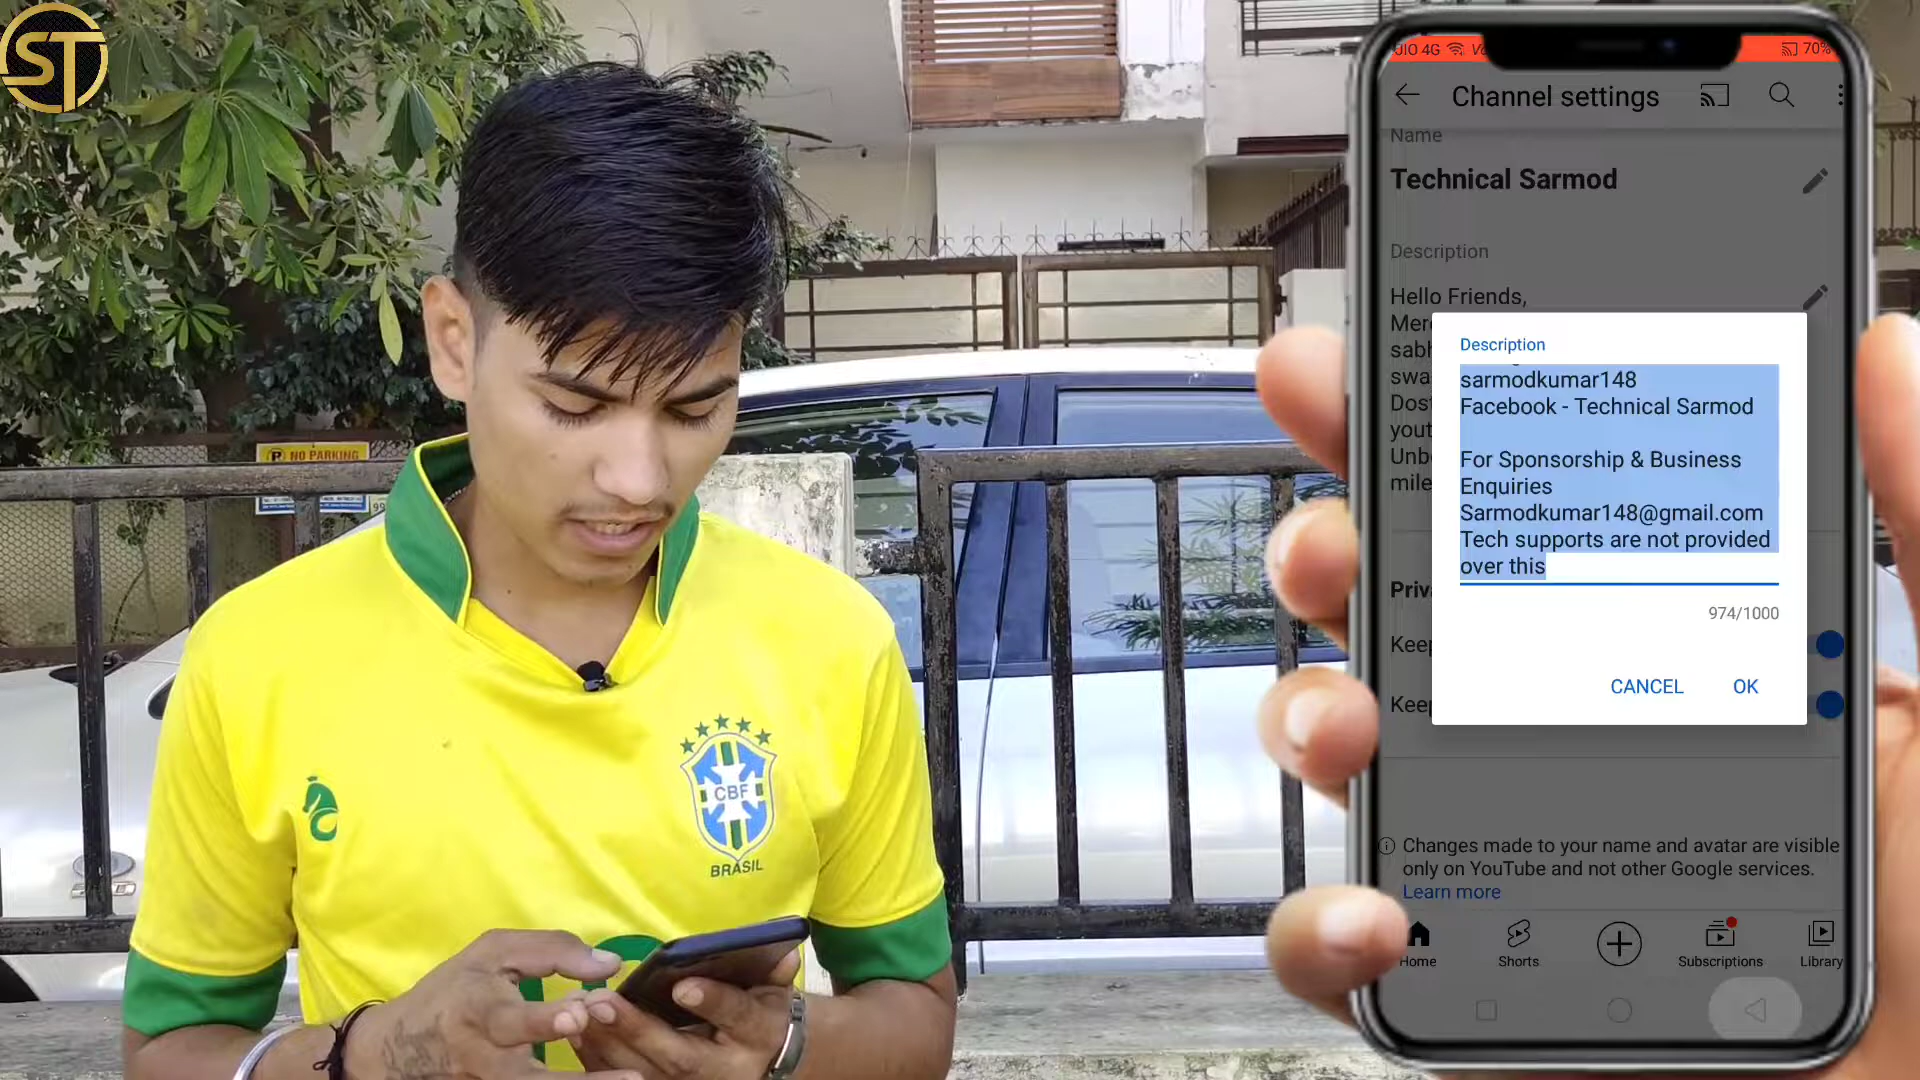 ST
NO PARKING
CBF
BRASIL
4G
70%
Channel settings
Name
Technical Sarmod
Description
Hello Friends,
Description
sarmodkumar148
Facebook - Technical Sarmod
For Sponsorship & Business
Enquiries
Sarmodkumar148@gmail.com
Tech supports are not provided
over this
974/1000
CANCEL
OK
Changes made to your name and avatar are visible
only on YouTube and not other Google services.
Learn more
Home
Shorts
Subscriptions
Library